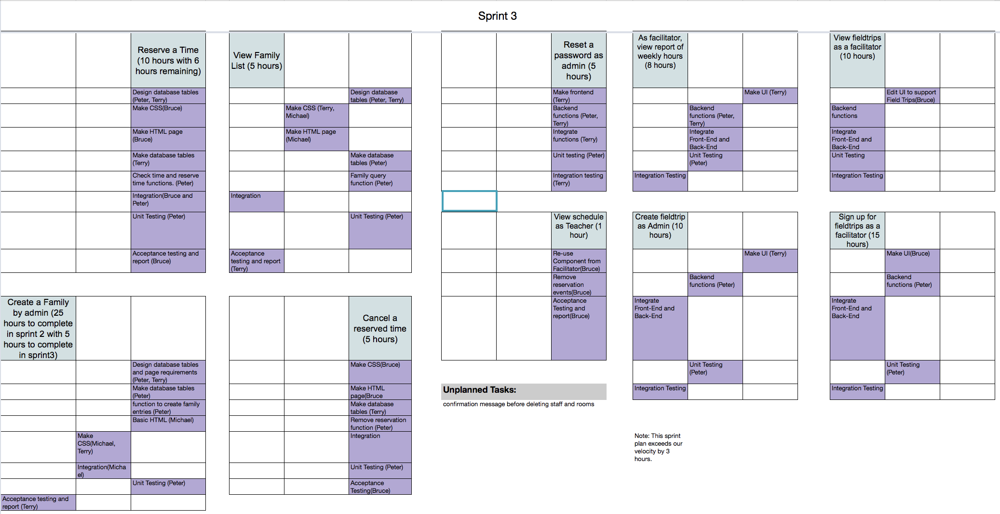 Sprint 3
Reserve a Time
(10 hours with 6
hours remaining)
Design database tables
(Peter, Terry)
Make CSS(Bruce)
Make HTML page
(Bruce)
Make database tables
(Terry)
Check time and reserve
time functions. (Peter)
Integration(Bruce and
Peter)
Unit Testing (Peter)
Acceptance testing and
report (Bruce)
Create a Family
by admin (25
hours to complete
in sprint 2 with 5
hours to complete
in sprint3)
Design database tables
and page requirements
(Peter, Terry)
Make database tables
(Peter)
function to create family
entries (Peter)
Basic HTML (Michael)
Make
CSS(Michael,
Terry)
Integration(Micha
el)
Unit Testing (Peter)
Acceptance testing and
report (Terry)
View Family
List (5 hours)
Design database
tables (Peter, Terry)
Make CSS (Terry,
Michael)
Make HTML page
(Michael)
Make database
tables (Peter)
Family query
function (Peter)
Integration
Unit Testing (Peter)
Acceptance
testing and report
(Terry)
Cancel a
reserved time
(5 hours)
Make CSS(Bruce)
Make HTML
page(Bruce
Make database
tables (Terry)
Remove reservation
function (Peter)
Integration
Unit Testing (Peter)
Acceptance
Testing(Bruce)
Reset a
password as
admin (5
hours)
Make frontend
(Terry)
Backend
functions (Peter,
Terry)
Integrate
functions (Terry)
Unit testing (Peter)
Integration testing
(Terry)
View schedule
as Teacher (1
hour)
Re-use
Component from
Facilitator(Bruce)
Remove
reservation
events(Bruce)
Acceptance
Testing and
report(Bruce)
Unplanned Tasks:
confirmation message before deleting staff and rooms
As facilitator,
view report of
weekly hours
(8 hours)
Make UI (Terry)
Backend
functions (Peter,
Terry)
Integrate
Front-End and
Back-End
Unit Testing
(Peter)
Integration Testing
Create fieldtrip
as Admin (10
hours)
Make UI (Terry)
Backend
functions (Peter)
Integrate
Front-End and
Back-End
Unit Testing
(Peter)
Integration Testing
Note: This sprint
plan exceeds our
velocity by 3
hours.
View fieldtrips
as a facilitator
(10 hours)
Edit UI to support
Field Trips(Bruce)
Backend
functions
Integrate
Front-End and
Back-End
Unit Testing
Integration Testing
Sign up for
fieldtrips as a
facilitator (15
hours)
Make UI(Bruce)
Backend
functions (Peter)
Integrate
Front-End and
Back-End
Unit Testing
(Peter)
Integration Testing